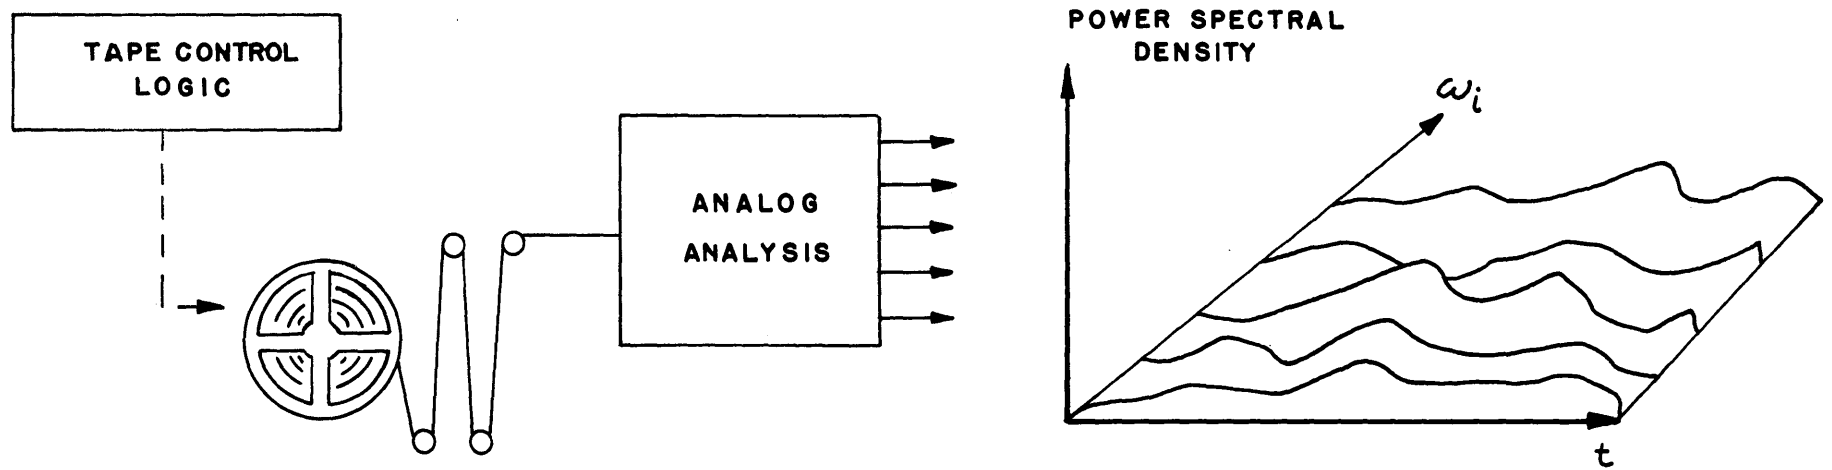 TAPE CONTROL
LOGIC
ANALOG
ANALYSIS
POWER SPECTRAL
DENSITY
ωi
t